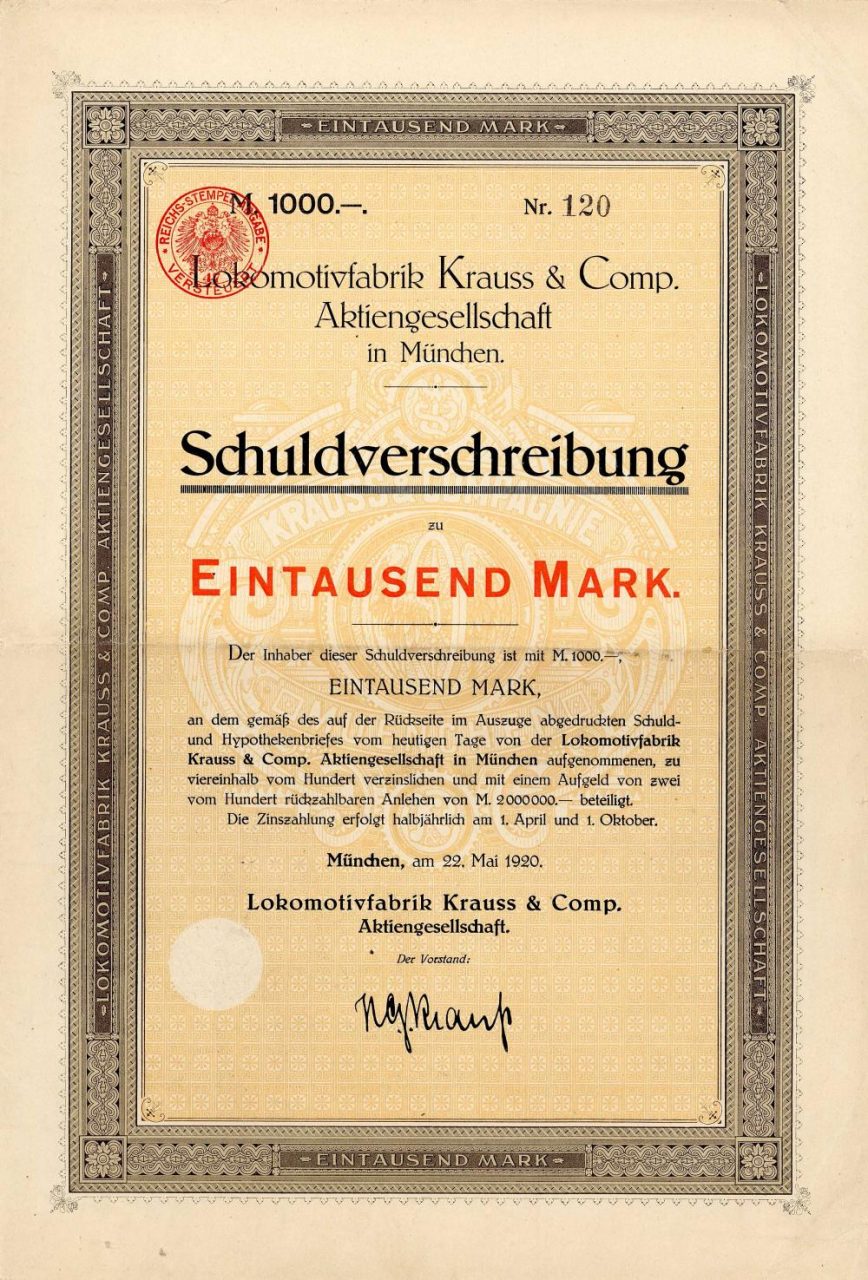 EINTAUSEND MARK
M. 1000.—.
Nr. 120
REICHS-STEMPELABGABE
VERSTEUERT
Lokomotivfabrik Krauss & Comp.
Aktiengesellschaft
in München.
Schuldverschreibung
KRAUSS & COMPAGNIE
zu
EINTAUSEND MARK.
Der Inhaber dieser Schuldverschreibung ist mit M. 1000.—,
EINTAUSEND MARK,
an dem gemäß des auf der Rückseite im Auszuge abgedruckten Schuld-
und Hypothekenbriefes vom heutigen Tage von der Lokomotivfabrik
Krauss & Comp. Aktiengesellschaft in München aufgenommenen, zu
viereinhalb vom Hundert verzinslichen und mit einem Aufgeld von zwei
vom Hundert rückzahlbaren Anlehen von M. 2000000.— beteiligt.
Die Zinszahlung erfolgt halbjährlich am 1. April und 1. Oktober.
München, am 22. Mai 1920.
Lokomotivfabrik Krauss & Comp.
Aktiengesellschaft.
Der Vorstand:
LOKOMOTIVFABRIK KRAUSS & COMP. AKTIENGESELLSCHAFT
LOKOMOTIVFABRIK KRAUSS & COMP. AKTIENGESELLSCHAFT
EINTAUSEND MARK